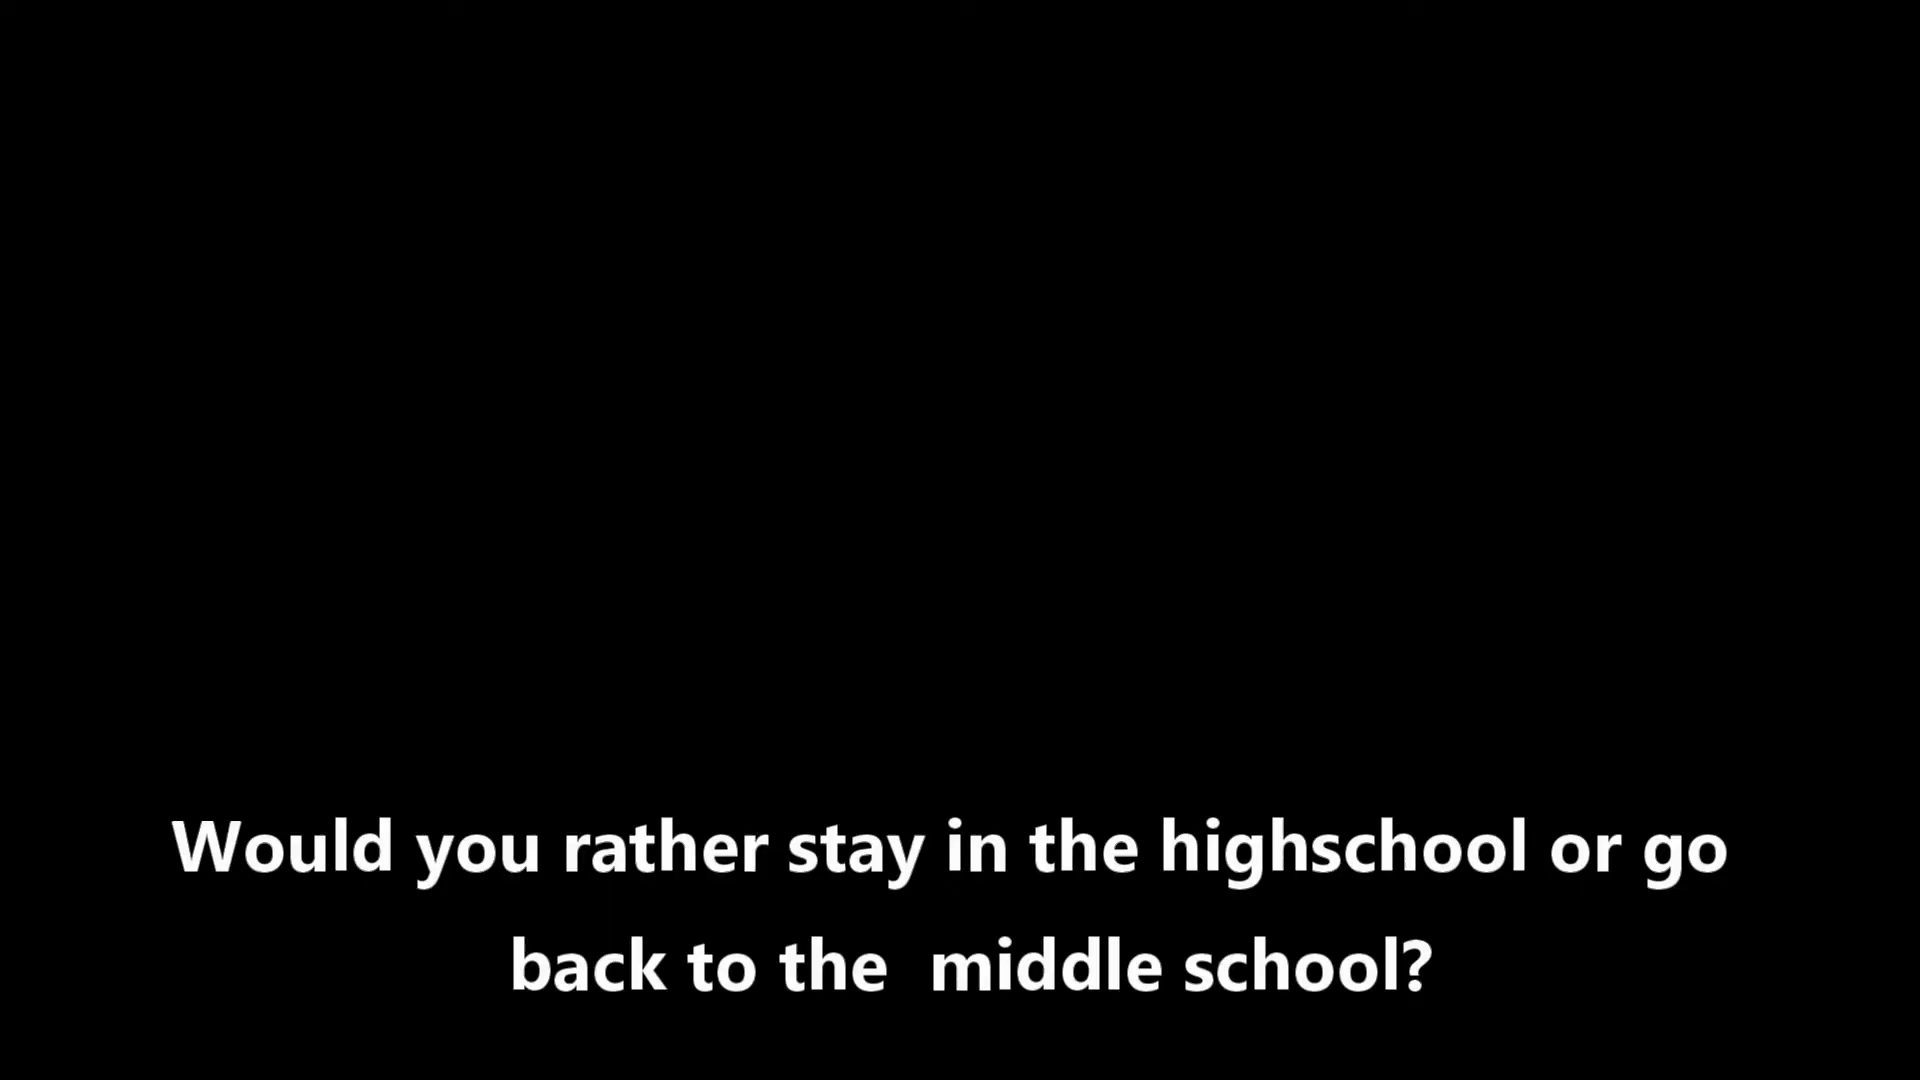 Would you rather stay in the highschool or go
back to the  middle school?